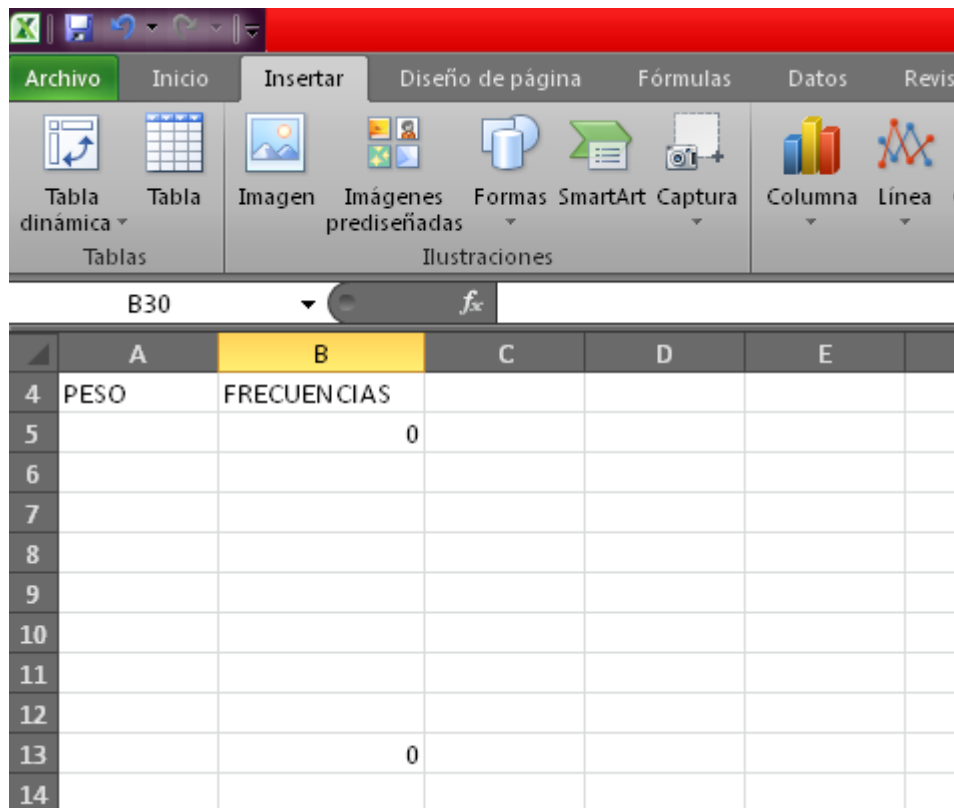 Archivo Inicio Insertar Diseño de página Fórmulas Datos Revis
Tabla dinámica Tabla Imagen Imágenes prediseñadas Formas SmartArt Captura Columna Línea
Tablas Ilustraciones
B30 fx
A B C D E
4 PESO FRECUENCIAS
5 0
6
7
8
9
10
11
12
13 0
14